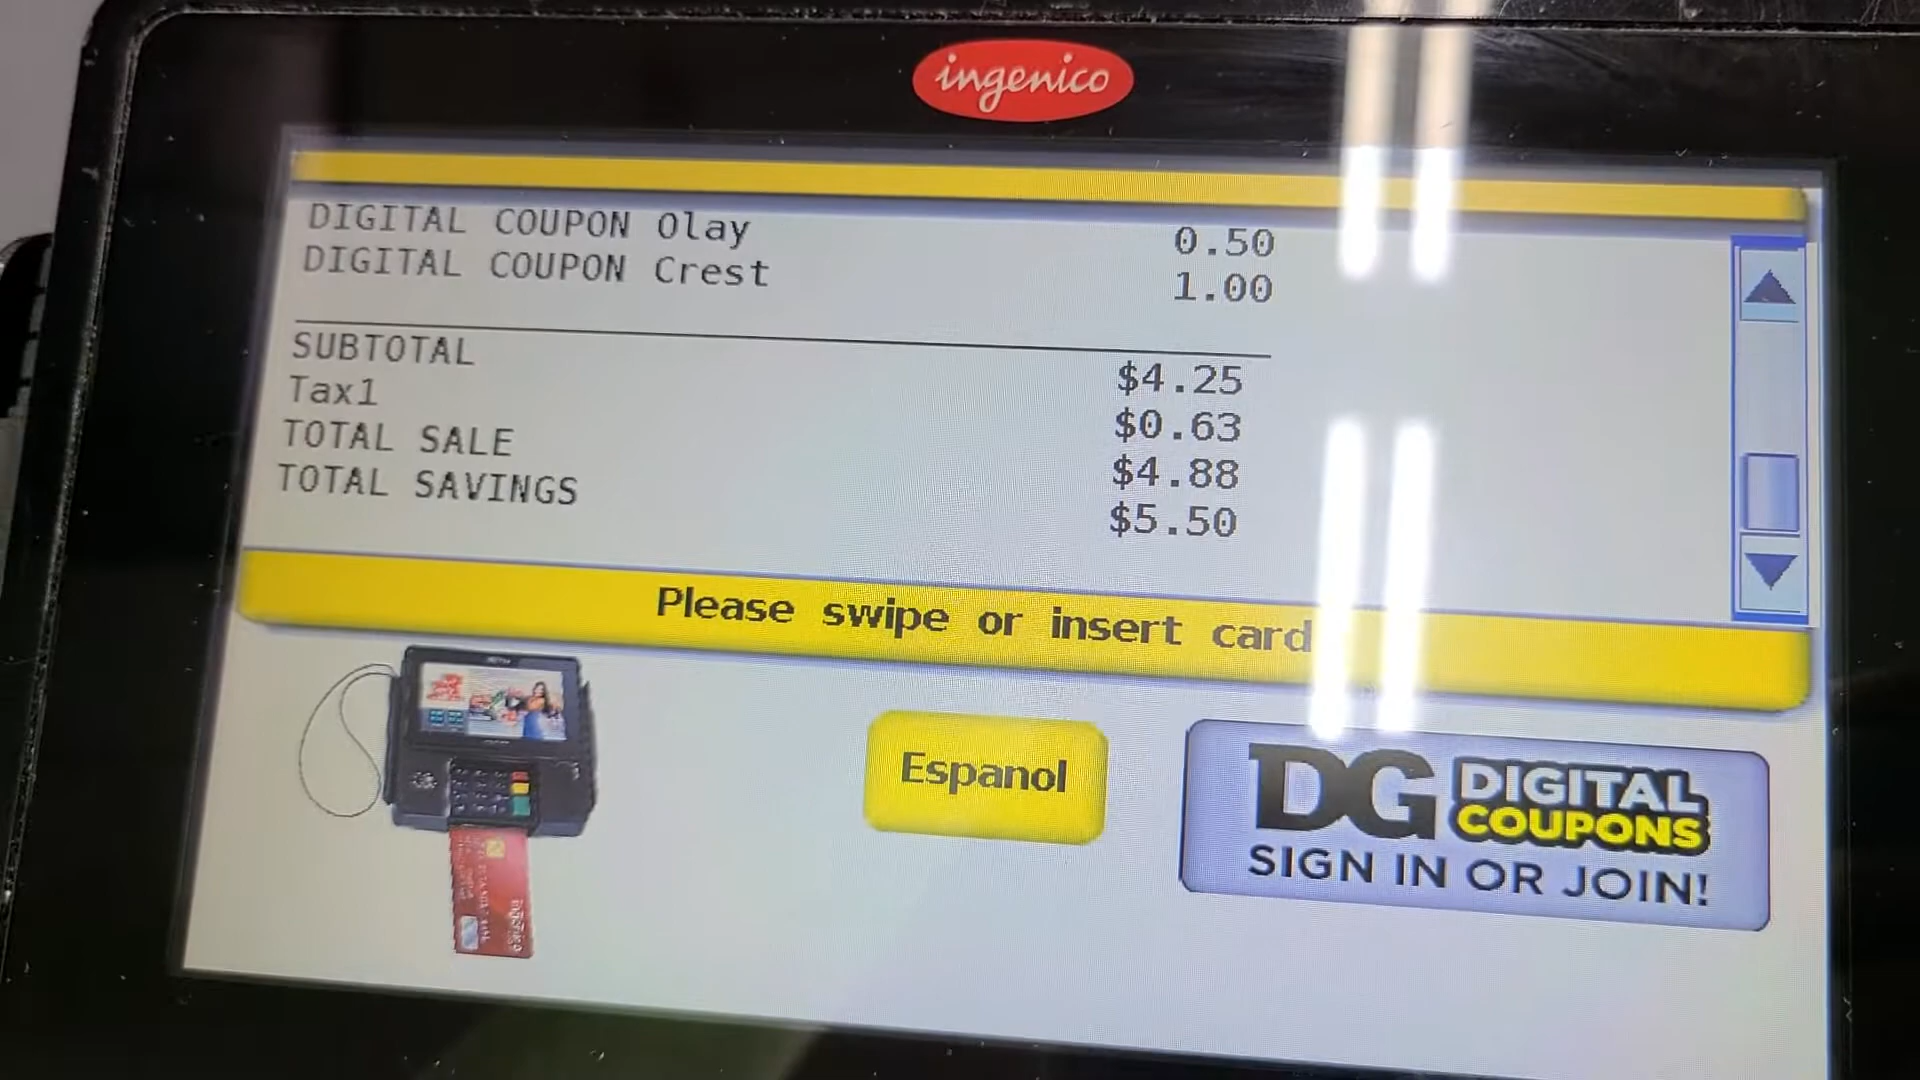 ingenico
DIGITAL COUPON Olay 0.50
DIGITAL COUPON Crest 1.00
SUBTOTAL $4.25
Tax1 $0.63
TOTAL SALE $4.88
TOTAL SAVINGS $5.50
Please swipe or insert card
Espanol
DG DIGITAL COUPONS
SIGN IN OR JOIN!